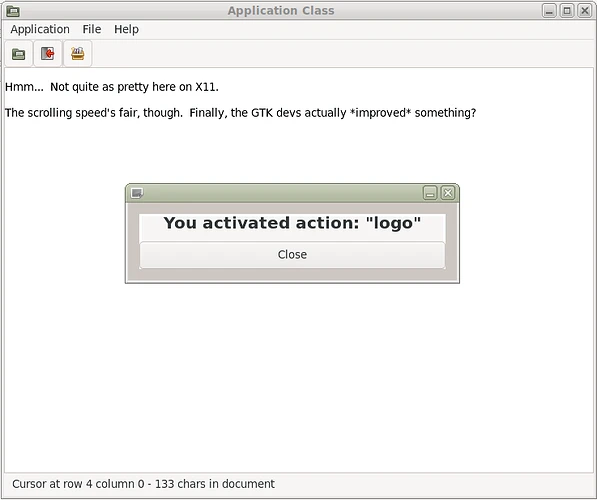 Application Class
Application File Help
Hmm...  Not quite as pretty here on X11.
The scrolling speed's fair, though.  Finally, the GTK devs actually *improved* something?
You activated action: "logo"
Close
Cursor at row 4 column 0 - 133 chars in document